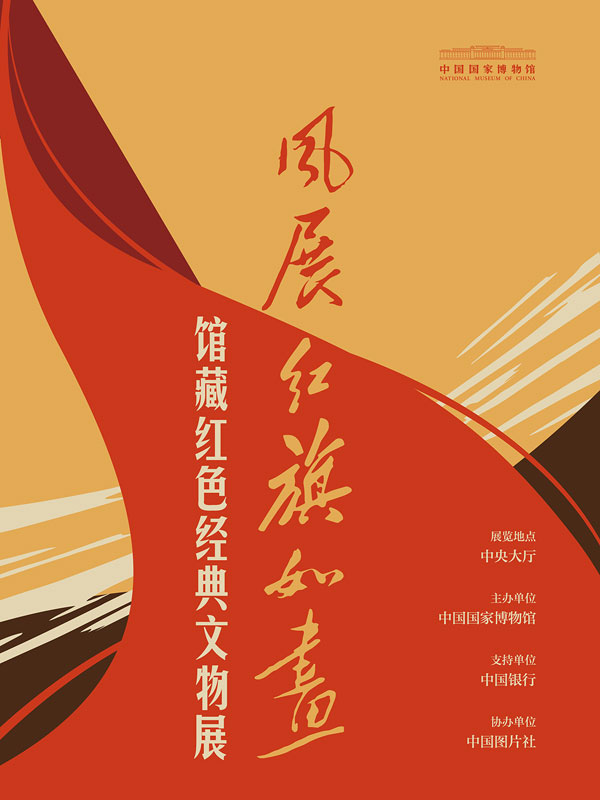 中国国家博物馆
NATIONAL MUSEUM OF CHINA
风展红旗如畫
馆藏红色经典文物展
展览地点
中央大厅
主办单位
中国国家博物馆
支持单位
中国银行
协办单位
中国图片社